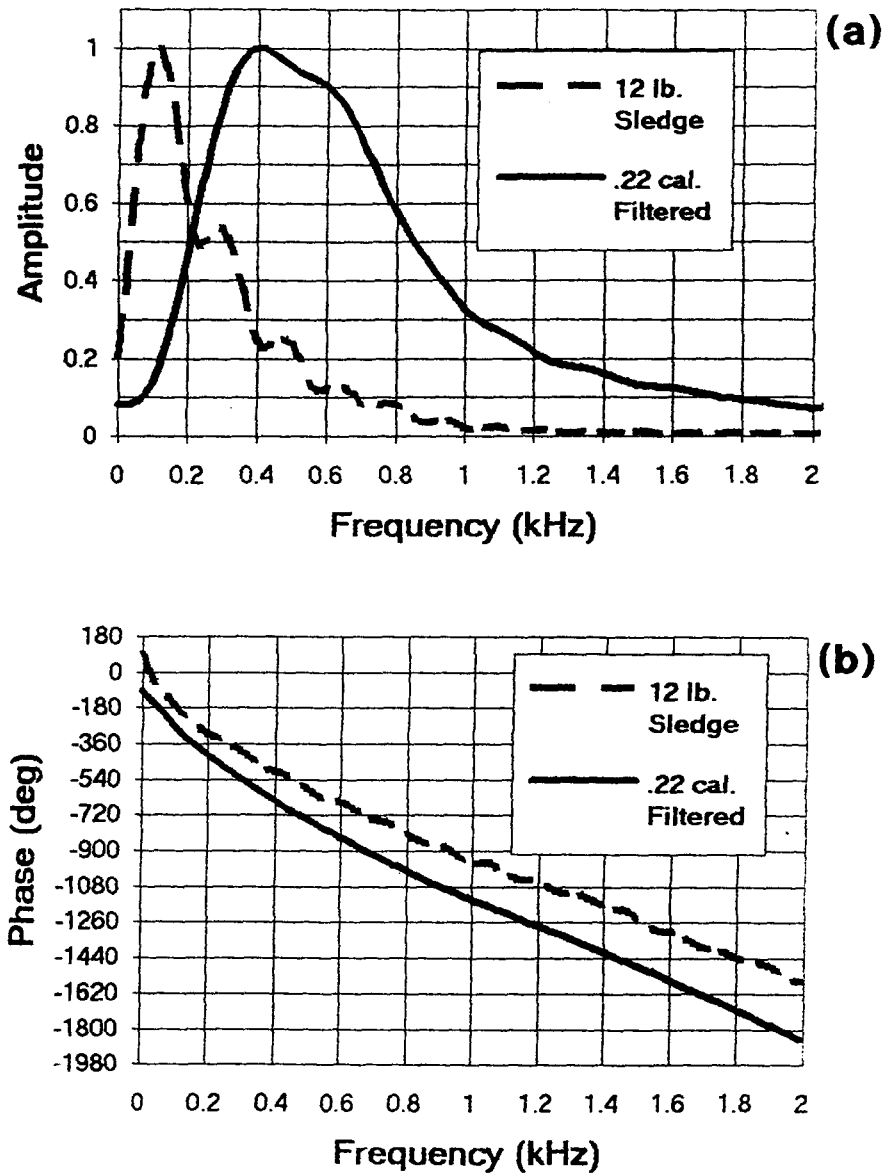 (a)
1
0.8
0.6
0.4
0.2
0
Amplitude
12 lb.
Sledge
.22 cal.
Filtered
0 0.2 0.4 0.6 0.8 1 1.2 1.4 1.6 1.8 2
Frequency (kHz)
(b)
180
0
-180
-360
-540
-720
-900
-1080
-1260
-1440
-1620
-1800
-1980
Phase (deg)
12 lb.
Sledge
.22 cal.
Filtered
0 0.2 0.4 0.6 0.8 1 1.2 1.4 1.6 1.8 2
Frequency (kHz)